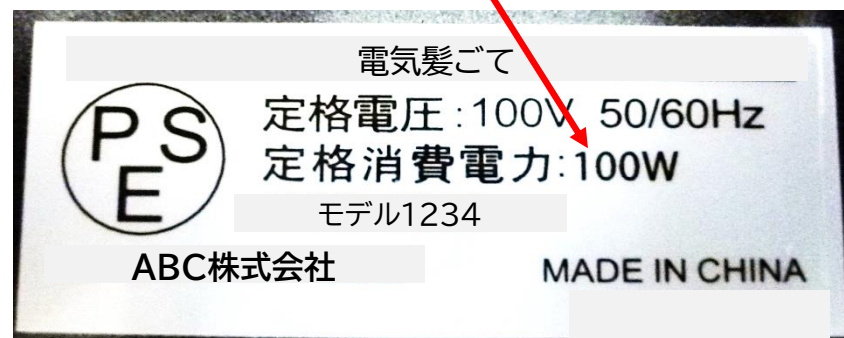 電気髪ごて
PSE
定格電圧:100V 50/60Hz
定格消費電力:100W
モデル1234
ABC株式会社
MADE IN CHINA